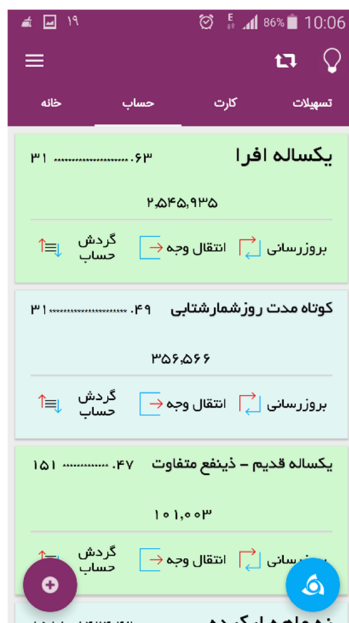 ۱۹ E 86% 10:06
تسهیلات کارت حساب خانه
یکساله افرا ۶۳. ...................... ۳۱
۲,۵۴۵,۹۳۵
بروزرسانی انتقال وجه گردش حساب
کوتاه مدت روزشمارشتابی ۴۹. ...................... ۳۱
۳۵۶,۵۶۶
بروزرسانی انتقال وجه گردش حساب
یکساله قدیم – ذینفع متفاوت ۴۷. ............. ۱۵۱
۱۰۱,۰۰۳
انتقال وجه گردش حساب